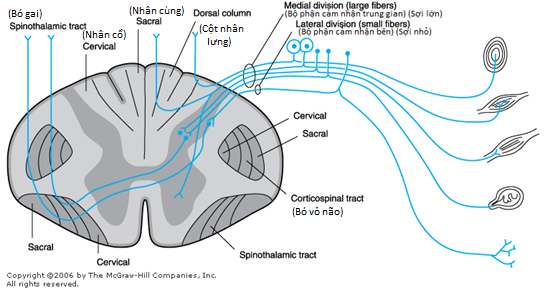 (Bó gai)
Spinothalamic tract
(Nhân cổ)
Cervical
(Nhân cùng)
Sacral
Dorsal column
(Cột nhân
lưng)
Medial division (large fibers)
(Bộ phận cảm nhận trung gian) (Sợi lớn)
Lateral division (small fibers)
(Bộ phận cảm nhận bên) (Sợi nhỏ)
Cervical
Sacral
Corticospinal tract
(Bó vỏ não)
Spinothalamic tract
Sacral
Cervical
Copyright ©2006 by The McGraw-Hill Companies, Inc.
All rights reserved.